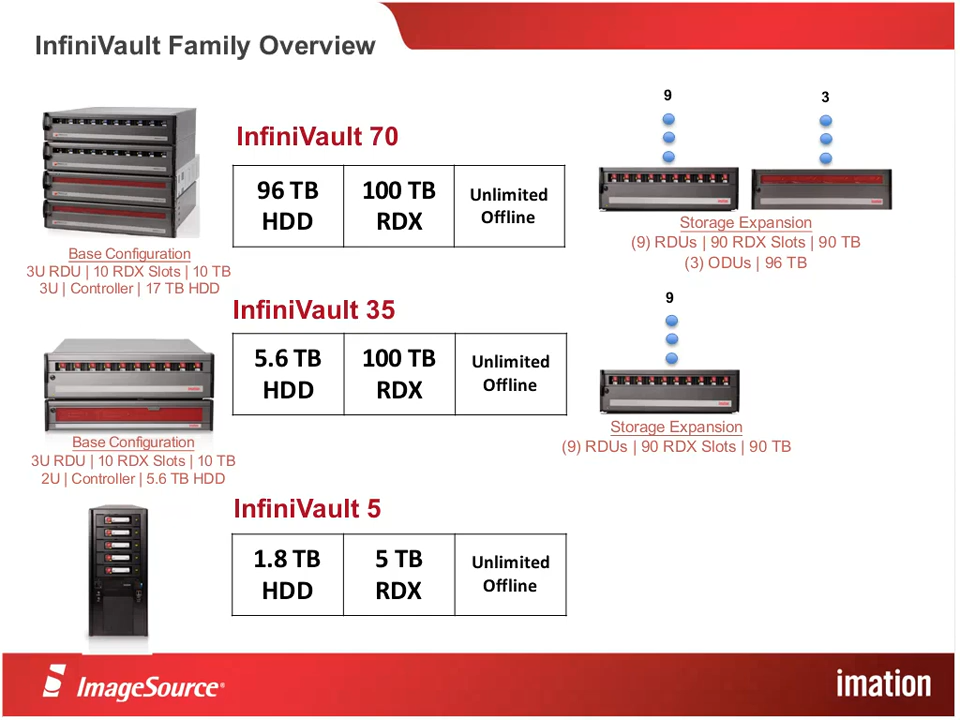 InfiniVault Family Overview
InfiniVault 70
96 TB
HDD
100 TB
RDX
Unlimited
Offline
Base Configuration
3U RDU | 10 RDX Slots | 10 TB
3U | Controller | 17 TB HDD
9
3
Storage Expansion
(9) RDUs | 90 RDX Slots | 90 TB
(3) ODUs | 96 TB
InfiniVault 35
5.6 TB
HDD
100 TB
RDX
Unlimited
Offline
Base Configuration
3U RDU | 10 RDX Slots | 10 TB
2U | Controller | 5.6 TB HDD
9
Storage Expansion
(9) RDUs | 90 RDX Slots | 90 TB
InfiniVault 5
1.8 TB
HDD
5 TB
RDX
Unlimited
Offline
ImageSource®
imation